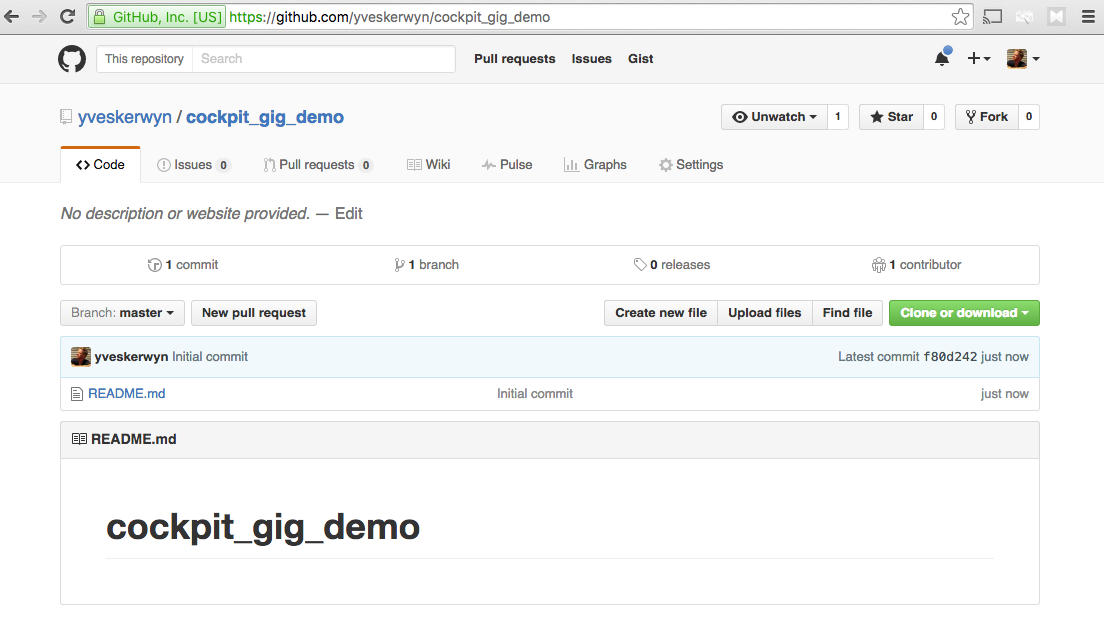 GitHub, Inc. [US] https://github.com/yveskerwyn/cockpit_gig_demo
This repository Search Pull requests Issues Gist
yveskerwyn / cockpit_gig_demo Unwatch 1 Star 0 Fork 0
Code Issues 0 Pull requests 0 Wiki Pulse Graphs Settings
No description or website provided. — Edit
1 commit 1 branch 0 releases 1 contributor
Branch: master New pull request Create new file Upload files Find file Clone or download
yveskerwyn Initial commit Latest commit f80d242 just now
README.md Initial commit just now
README.md
cockpit_gig_demo